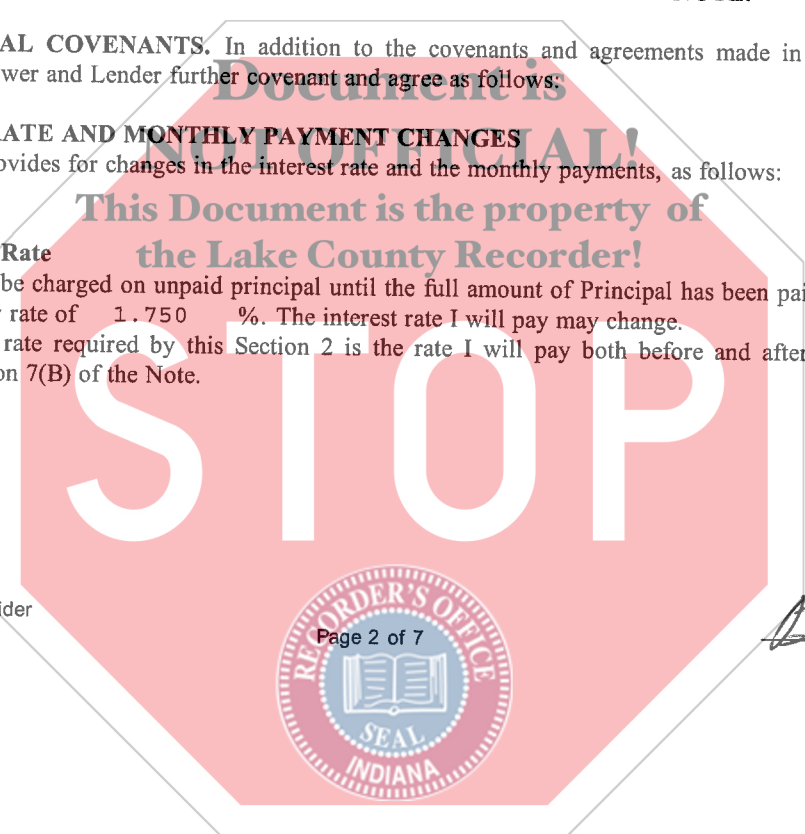 AL COVENANTS. In addition to the covenants and agreements made in
wer and Lender further covenant and agree as follows:
Document is
ATE AND MONTHLY PAYMENT CHANGES
NOT OFFICIAL!
ovides for changes in the interest rate and the monthly payments, as follows:
This Document is the property of
the Lake County Recorder!
Rate
be charged on unpaid principal until the full amount of Principal has been pai
rate of 1.750 %. The interest rate I will pay may change.
rate required by this Section 2 is the rate I will pay both before and after
on 7(B) of the Note.
STOP
ider
Page 2 of 7
RECORDER'S OFFICE
SEAL
INDIANA